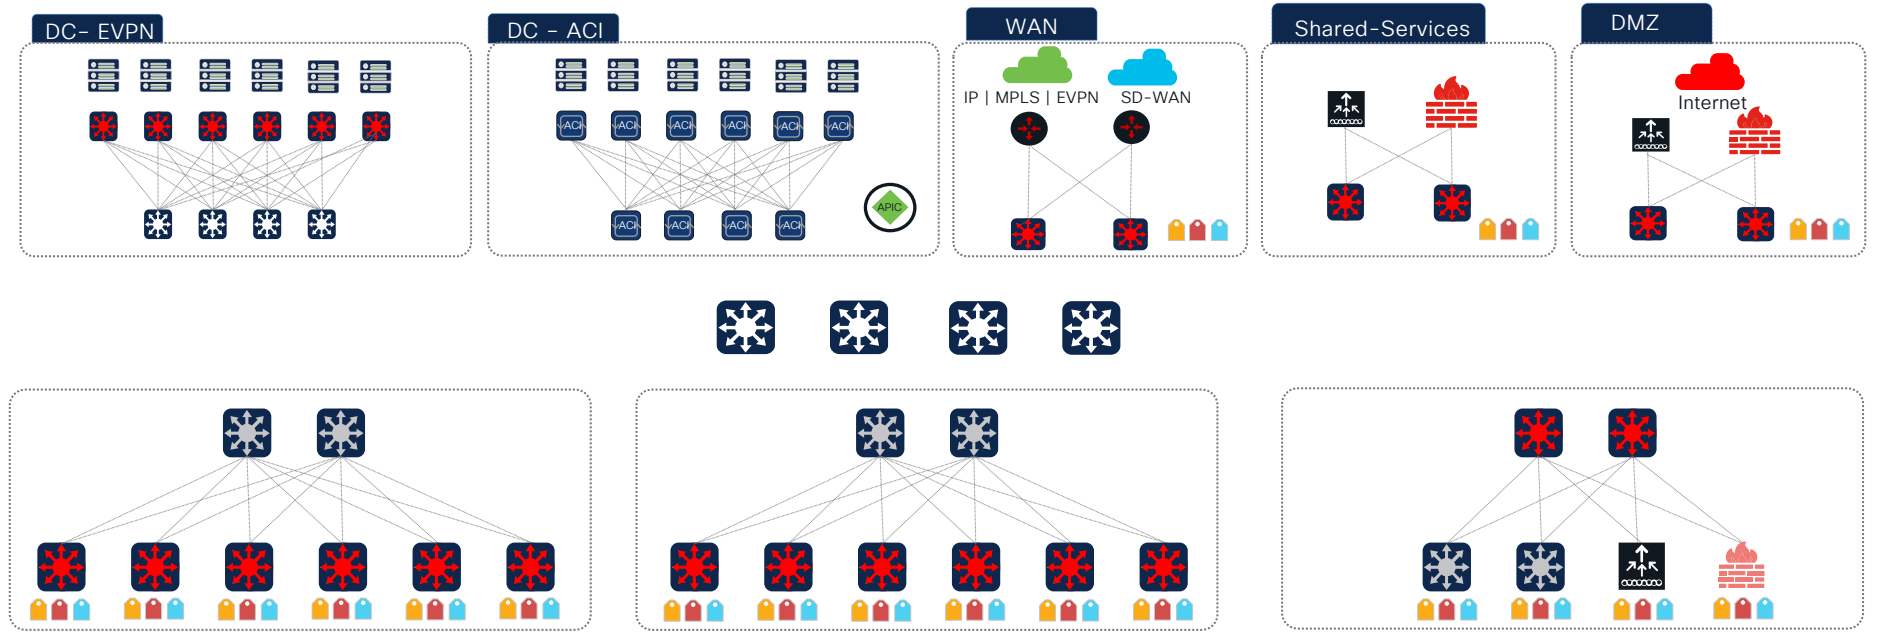 DC- EVPN
DC - ACI
WAN
Shared-Services
DMZ
IP | MPLS | EVPN
SD-WAN
Internet
ACI
ACI
ACI
ACI
ACI
ACI
ACI
ACI
ACI
ACI
APIC